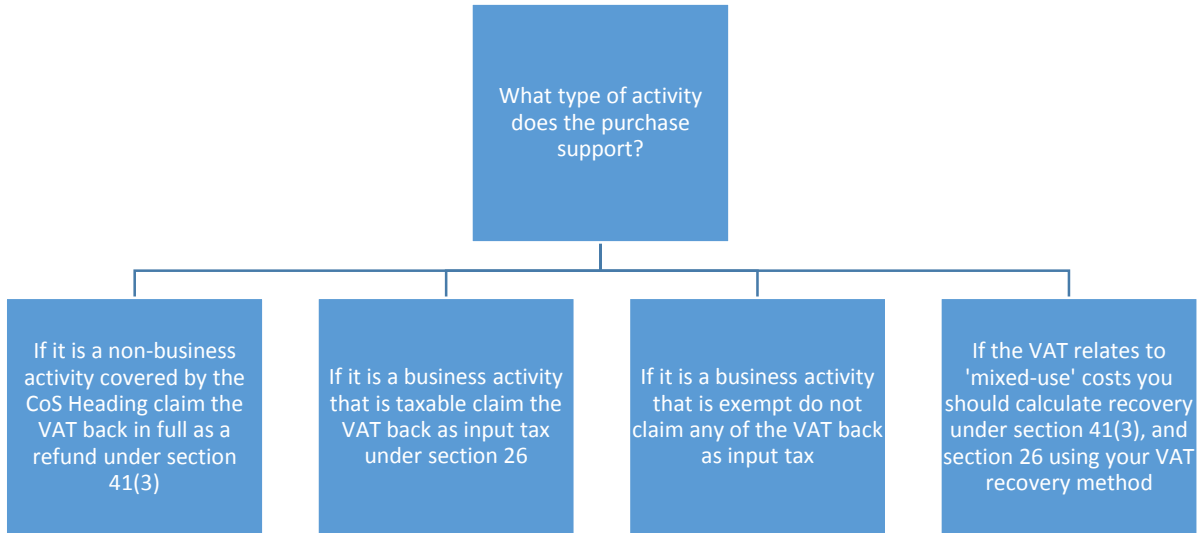 What type of activity
does the purchase
support?
If it is a non-business
activity covered by the
CoS Heading claim the
VAT back in full as a
refund under section
41(3)
If it is a business activity
that is taxable claim the
VAT back as input tax
under section 26
If it is a business activity
that is exempt do not
claim any of the VAT back
as input tax
If the VAT relates to
'mixed-use' costs you
should calculate recovery
under section 41(3), and
section 26 using your VAT
recovery method